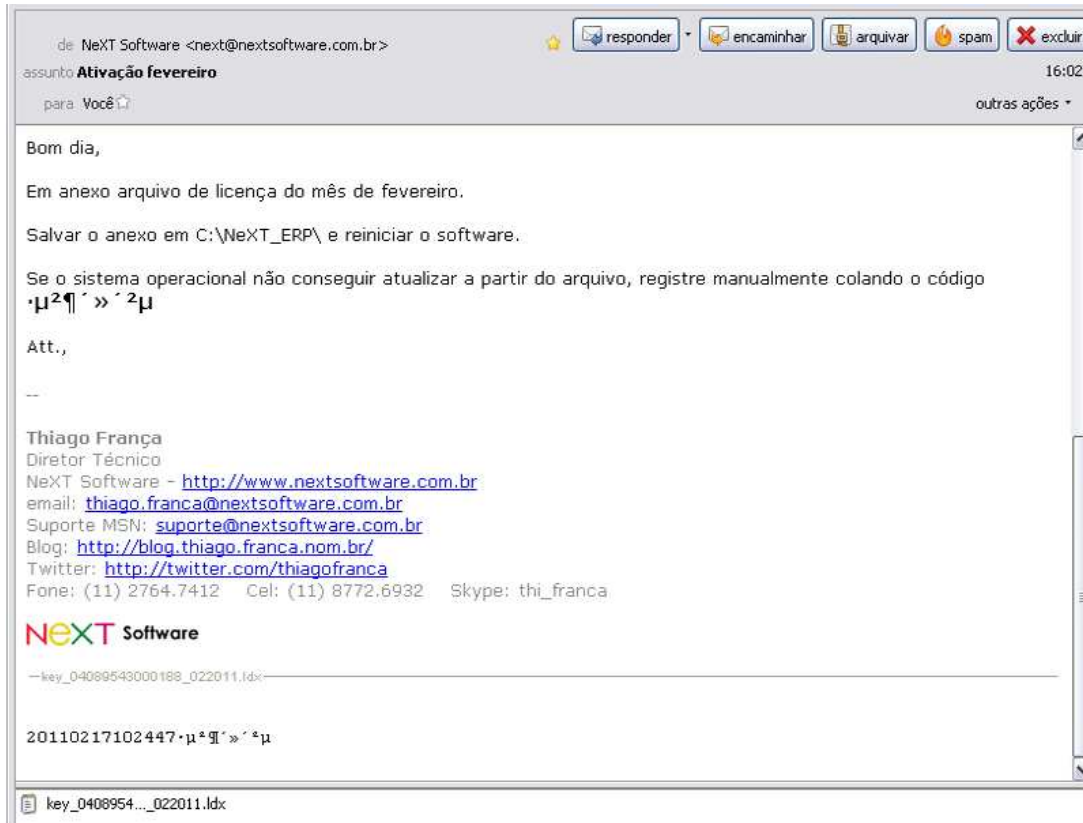 de NeXT Software <next@nextsoftware.com.br>
responder
encaminhar
arquivar
spam
excluir
assunto Ativação fevereiro
16:02
para Você
outras ações
Bom dia,
Em anexo arquivo de licença do mês de fevereiro.
Salvar o anexo em C:\NeXT_ERP\ e reiniciar o software.
Se o sistema operacional não conseguir atualizar a partir do arquivo, registre manualmente colando o código
·µ²¶´»´²µ
Att.,
--
Thiago França
Diretor Técnico
NeXT Software - http://www.nextsoftware.com.br
email: thiago.franca@nextsoftware.com.br
Suporte MSN: suporte@nextsoftware.com.br
Blog: http://blog.thiago.franca.nom.br/
Twitter: http://twitter.com/thiagofranca
Fone: (11) 2764.7412 Cel: (11) 8772.6932 Skype: thi_franca
NeXT Software
key_04089543000188_022011.ldx
20110217102447·µ²¶´»´²µ
key_0408954..._022011.ldx